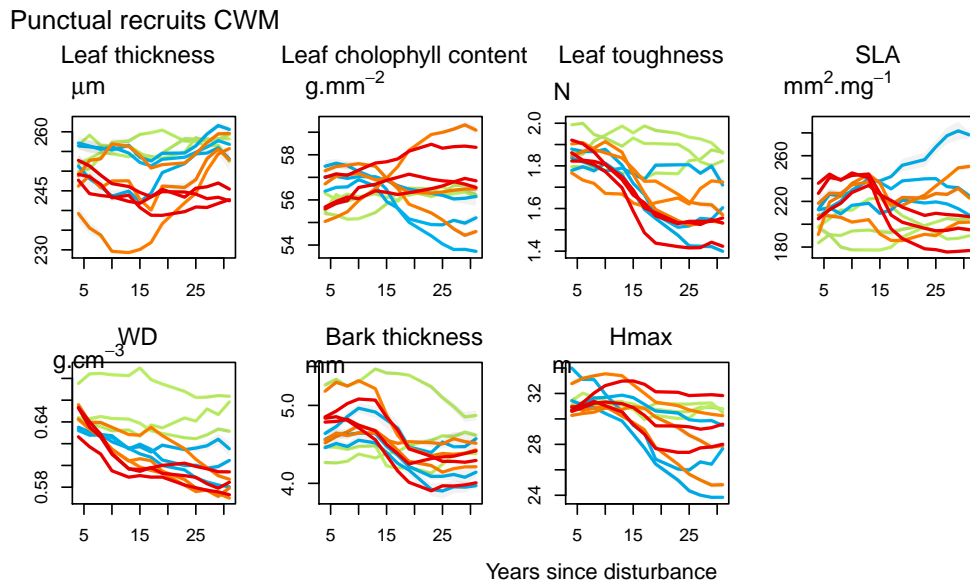 Punctual recruits CWM
Leaf thickness Leaf cholophyll content Leaf toughness SLA
μm g.mm−2 N mm2.mg−1
230 245 260
54 56 58
1.4 1.6 1.8 2.0
180 220 260
5 15 25 5 15 25 5 15 25 5 15 25
WD Bark thickness Hmax
g.cm−3 mm m
0.58 0.64
4.0 5.0
24 28 32
5 15 25 5 15 25 5 15 25
Years since disturbance